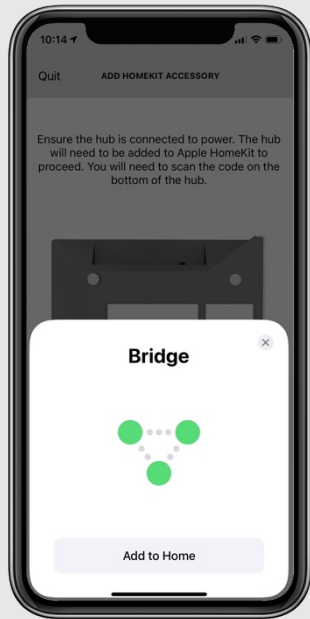 10:14
Quit
ADD HOMEKIT ACCESSORY
Ensure the hub is connected to power. The hub
will need to be added to Apple HomeKit to
proceed. You will need to scan the code on the
bottom of the hub.
Bridge
Add to Home